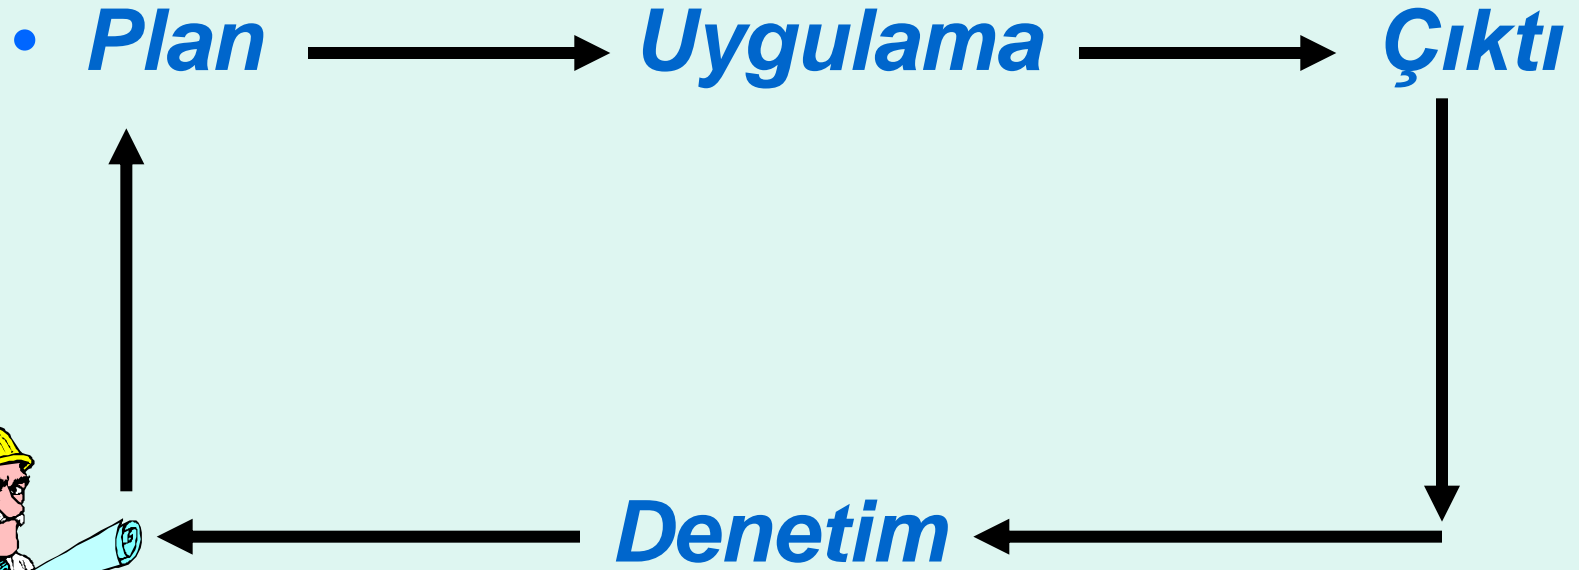 • Plan Uygulama Çıktı
Denetim